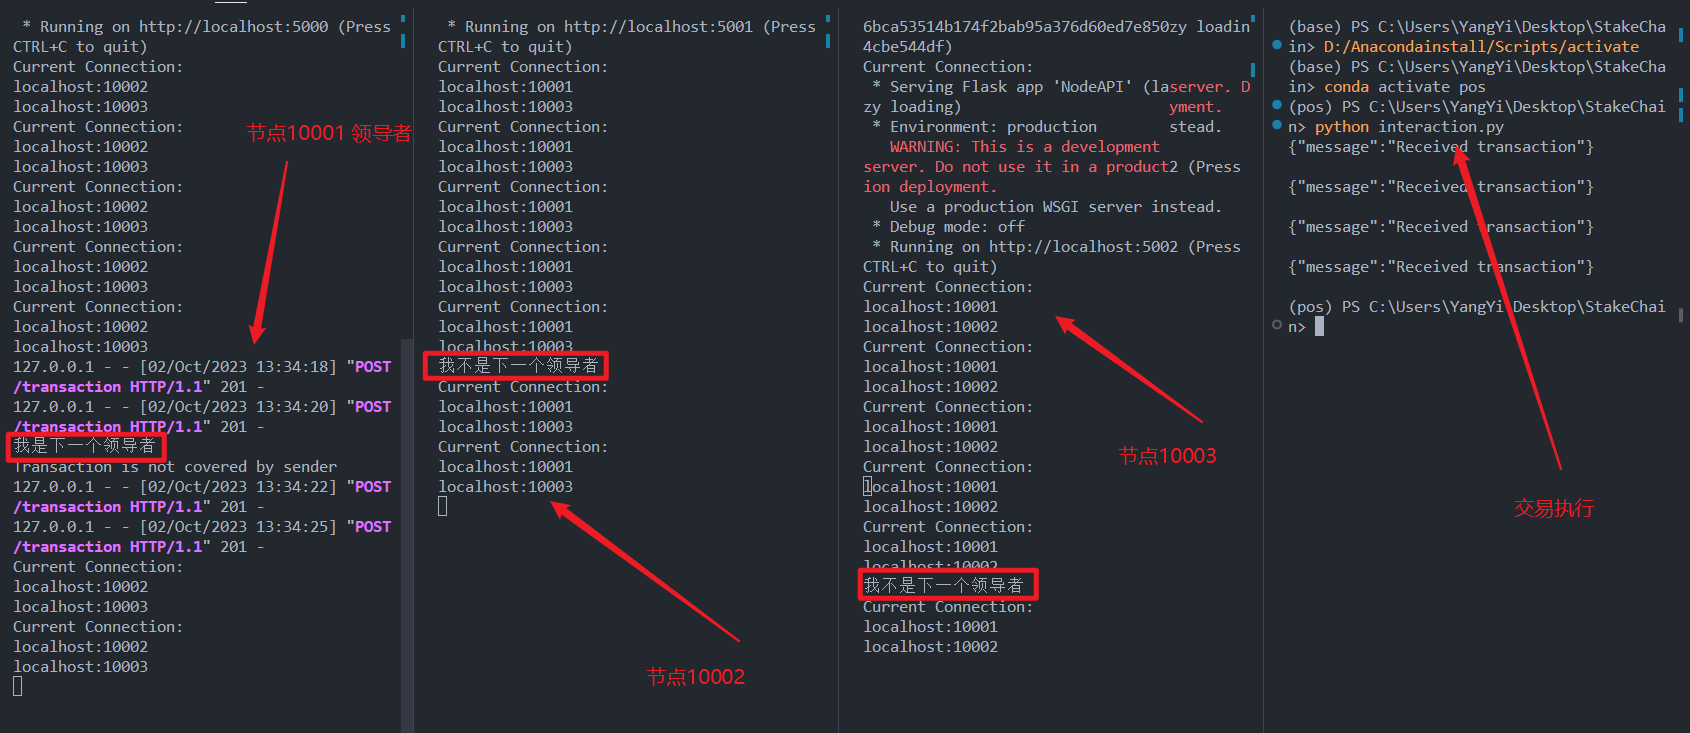 * Running on http://localhost:5000 (Press
CTRL+C to quit)
Current Connection:
localhost:10002
localhost:10003
Current Connection:
localhost:10002
localhost:10003
Current Connection:
localhost:10002
localhost:10003
Current Connection:
localhost:10002
localhost:10003
Current Connection:
localhost:10002
localhost:10003
127.0.0.1 - - [02/Oct/2023 13:34:18] "POST
/transaction HTTP/1.1" 201 -
127.0.0.1 - - [02/Oct/2023 13:34:20] "POST
/transaction HTTP/1.1" 201 -
我是下一个领导者
Transaction is not covered by sender
127.0.0.1 - - [02/Oct/2023 13:34:22] "POST
/transaction HTTP/1.1" 201 -
127.0.0.1 - - [02/Oct/2023 13:34:25] "POST
/transaction HTTP/1.1" 201 -
Current Connection:
localhost:10002
localhost:10003
Current Connection:
localhost:10002
localhost:10003
节点10001 领导者
 * Running on http://localhost:5001 (Press
CTRL+C to quit)
Current Connection:
localhost:10001
localhost:10003
Current Connection:
localhost:10001
localhost:10003
Current Connection:
localhost:10001
localhost:10003
Current Connection:
localhost:10001
localhost:10003
Current Connection:
localhost:10001
localhost:10003
我不是下一个领导者
Current Connection:
localhost:10001
localhost:10003
Current Connection:
localhost:10001
localhost:10003
节点10002
6bca53514b174f2bab95a376d60ed7e850zy loadin
4cbe544df)
Current Connection:
 * Serving Flask app 'NodeAPI' (laserver. D
zy loading) yment.
 * Environment: production stead.
WARNING: This is a development
server. Do not use it in a product2 (Press
ion deployment.
Use a production WSGI server instead.
 * Debug mode: off
 * Running on http://localhost:5002 (Press
CTRL+C to quit)
Current Connection:
localhost:10001
localhost:10002
Current Connection:
localhost:10001
localhost:10002
Current Connection:
localhost:10001
localhost:10002
Current Connection:
localhost:10001
localhost:10002
Current Connection:
localhost:10001
localhost:10002
我不是下一个领导者
Current Connection:
localhost:10001
localhost:10002
节点10003
(base) PS C:\Users\YangYi\Desktop\StakeCha
in> D:/Anacondainstall/Scripts/activate
(base) PS C:\Users\YangYi\Desktop\StakeCha
in> conda activate pos
(pos) PS C:\Users\YangYi\Desktop\StakeChai
n> python interaction.py
{"message":"Received transaction"}
{"message":"Received transaction"}
{"message":"Received transaction"}
{"message":"Received transaction"}
(pos) PS C:\Users\YangYi\Desktop\StakeChai
n>
交易执行